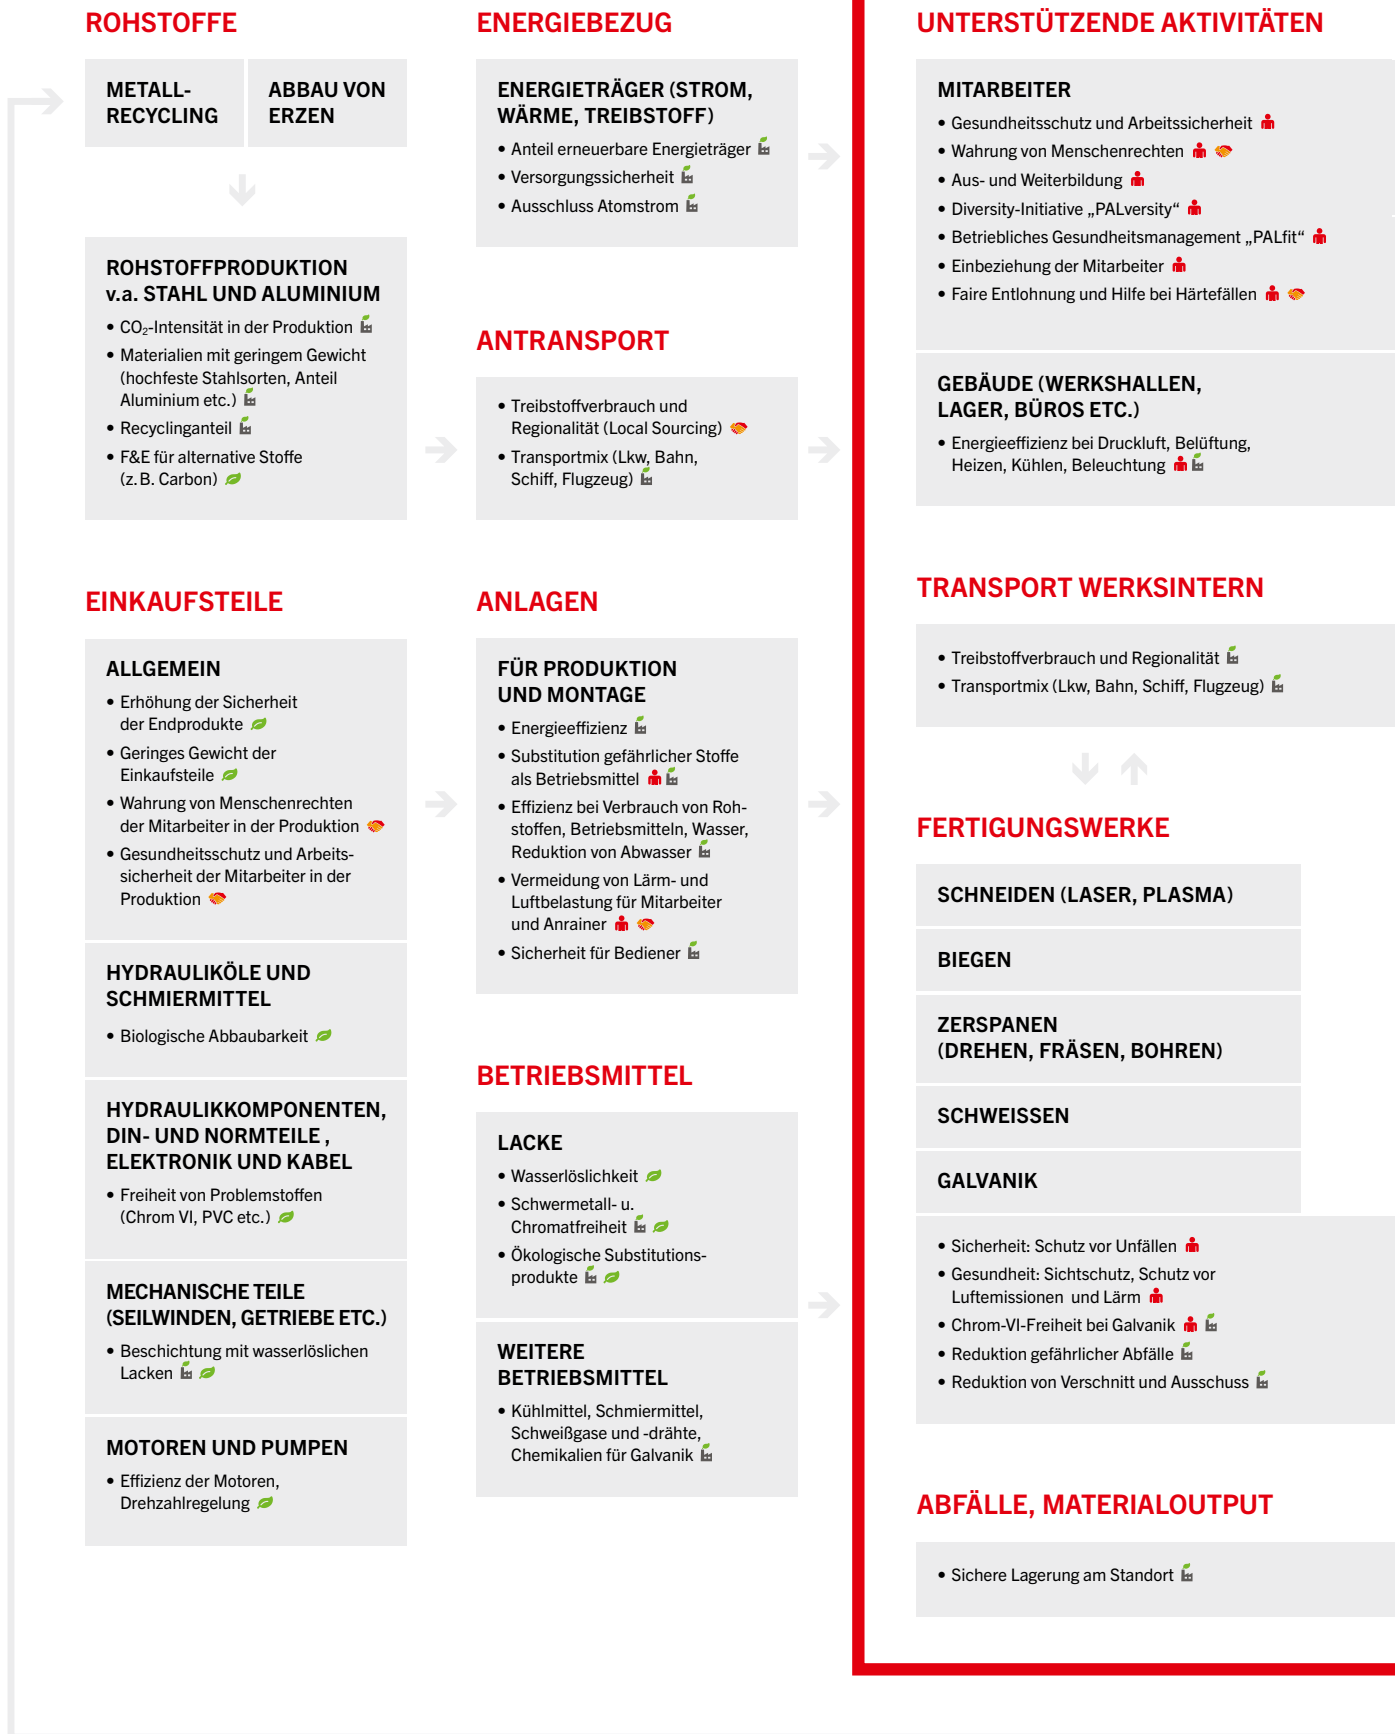 ROHSTOFFE
METALL-
RECYCLING
ABBAU VON
ERZEN
ROHSTOFFPRODUKTION
v.a. STAHL UND ALUMINIUM
• CO₂-Intensität in der Produktion
• Materialien mit geringem Gewicht
(hochfeste Stahlsorten, Anteil
Aluminium etc.)
• Recyclinganteil
• F&E für alternative Stoffe
(z. B. Carbon)
EINKAUFSTEILE
ALLGEMEIN
• Erhöhung der Sicherheit
der Endprodukte
• Geringes Gewicht der
Einkaufsteile
• Wahrung von Menschenrechten
der Mitarbeiter in der Produktion
• Gesundheitsschutz und Arbeits-
sicherheit der Mitarbeiter in der
Produktion
HYDRAULIKÖLE UND
SCHMIERMITTEL
• Biologische Abbaubarkeit
HYDRAULIKKOMPONENTEN,
DIN- UND NORMTEILE ,
ELEKTRONIK UND KABEL
• Freiheit von Problemstoffen
(Chrom VI, PVC etc.)
MECHANISCHE TEILE
(SEILWINDEN, GETRIEBE ETC.)
• Beschichtung mit wasserlöslichen
Lacken
MOTOREN UND PUMPEN
• Effizienz der Motoren,
Drehzahlregelung
ENERGIEBEZUG
ENERGIETRÄGER (STROM,
WÄRME, TREIBSTOFF)
• Anteil erneuerbare Energieträger
• Versorgungssicherheit
• Ausschluss Atomstrom
ANTRANSPORT
• Treibstoffverbrauch und
Regionalität (Local Sourcing)
• Transportmix (Lkw, Bahn,
Schiff, Flugzeug)
ANLAGEN
FÜR PRODUKTION
UND MONTAGE
• Energieeffizienz
• Substitution gefährlicher Stoffe
als Betriebsmittel
• Effizienz bei Verbrauch von Roh-
stoffen, Betriebsmitteln, Wasser,
Reduktion von Abwasser
• Vermeidung von Lärm- und
Luftbelastung für Mitarbeiter
und Anrainer
• Sicherheit für Bediener
BETRIEBSMITTEL
LACKE
• Wasserlöslichkeit
• Schwermetall- u.
Chromatfreiheit
• Ökologische Substitutions-
produkte
WEITERE
BETRIEBSMITTEL
• Kühlmittel, Schmiermittel,
Schweißgase und -drähte,
Chemikalien für Galvanik
UNTERSTÜTZENDE AKTIVITÄTEN
MITARBEITER
• Gesundheitsschutz und Arbeitssicherheit
• Wahrung von Menschenrechten
• Aus- und Weiterbildung
• Diversity-Initiative „PALversity“
• Betriebliches Gesundheitsmanagement „PALfit“
• Einbeziehung der Mitarbeiter
• Faire Entlohnung und Hilfe bei Härtefällen
GEBÄUDE (WERKSHALLEN,
LAGER, BÜROS ETC.)
• Energieeffizienz bei Druckluft, Belüftung,
Heizen, Kühlen, Beleuchtung
TRANSPORT WERKSINTERN
• Treibstoffverbrauch und Regionalität
• Transportmix (Lkw, Bahn, Schiff, Flugzeug)
FERTIGUNGSWERKE
SCHNEIDEN (LASER, PLASMA)
BIEGEN
ZERSPANEN
(DREHEN, FRÄSEN, BOHREN)
SCHWEISSEN
GALVANIK
• Sicherheit: Schutz vor Unfällen
• Gesundheit: Sichtschutz, Schutz vor
Luftemissionen und Lärm
• Chrom-VI-Freiheit bei Galvanik
• Reduktion gefährlicher Abfälle
• Reduktion von Verschnitt und Ausschuss
ABFÄLLE, MATERIALOUTPUT
• Sichere Lagerung am Standort